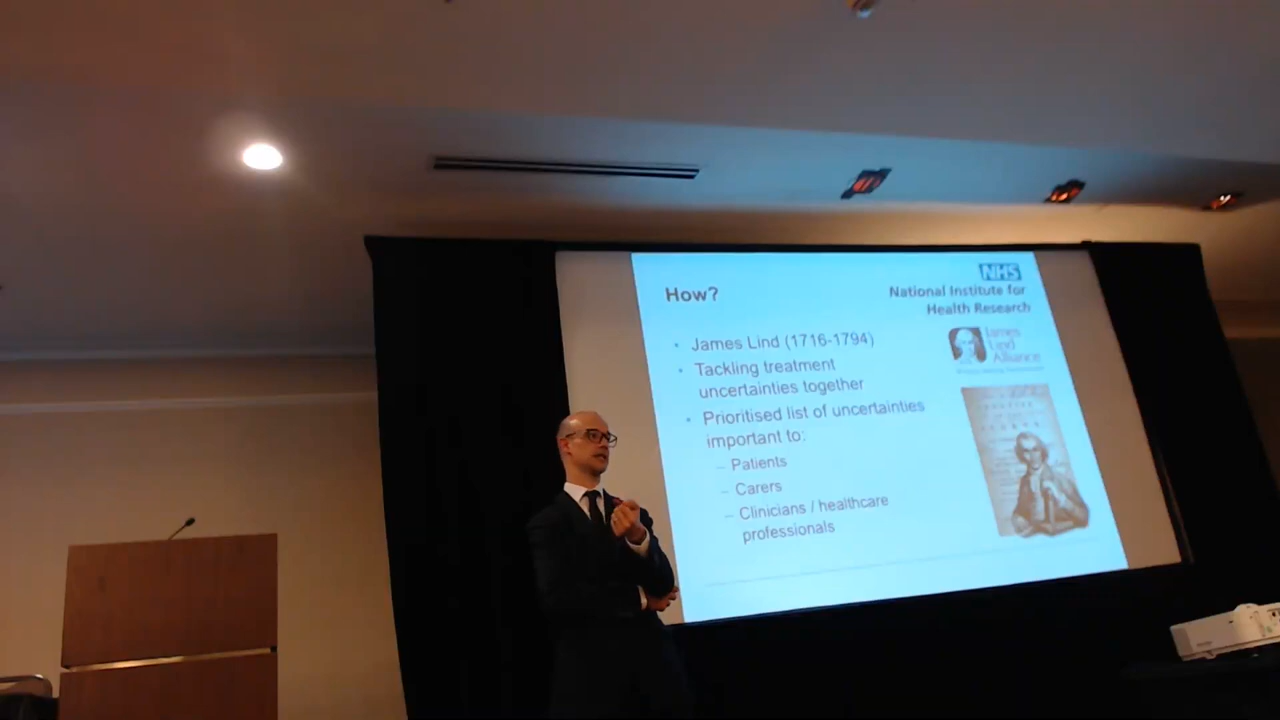 How?
NHS
National Institute for
Health Research
James Lind (1716-1794)
Tackling treatment
uncertainties together
Prioritised list of uncertainties
important to:
– Patients
– Carers
– Clinicians / healthcare
professionals
James
Lind
Alliance